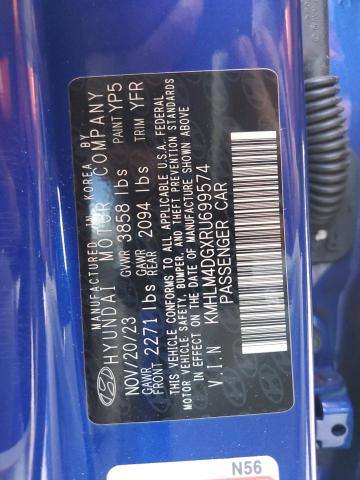 MANUFACTURED IN KOREA BY
HYUNDAI MOTOR COMPANY
NOV/20/23 GVWR 3858 lbs PAINT YP5
GAWR FRONT 2271 lbs GAWR REAR 2094 lbs TRIM YFR
THIS VEHICLE CONFORMS TO ALL APPLICABLE U.S.A. FEDERAL
MOTOR VEHICLE SAFETY, BUMPER, AND THEFT PREVENTION STANDARDS
IN EFFECT ON THE DATE OF MANUFACTURE SHOWN ABOVE
V.I.N KMHLM4DGXRU699574
PASSENGER CAR
N56